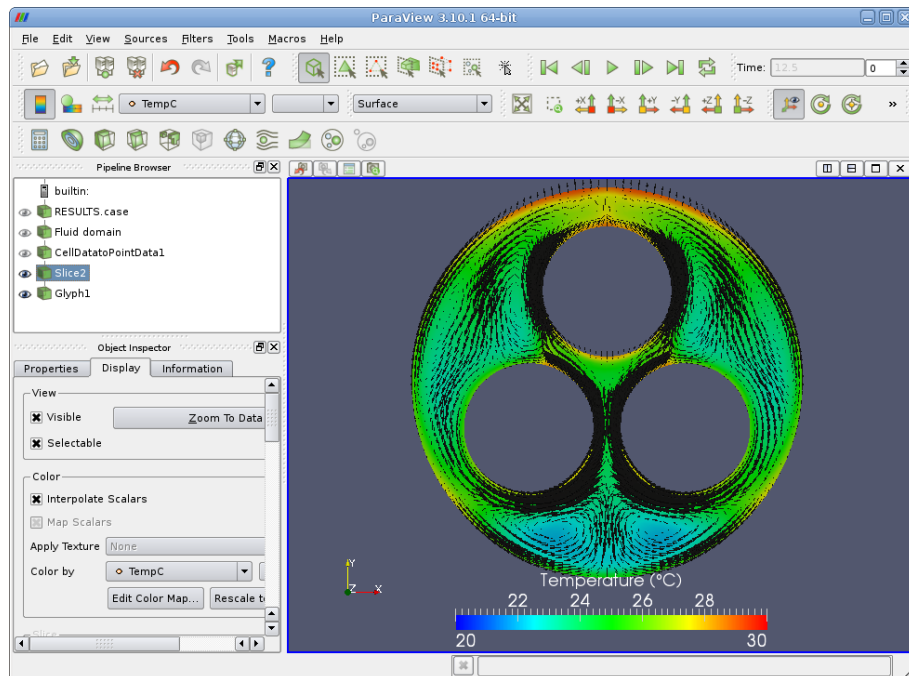 ParaView 3.10.1 64-bit
File Edit View Sources Filters Tools Macros Help
Time: 12.5 0
TempC Surface +X -X +Y -Y +Z -Z »
Pipeline Browser
builtin:
RESULTS.case
Fluid domain
CellDatatoPointData1
Slice2
Glyph1
Object Inspector
Properties Display Information
View
Visible Zoom To Data
Selectable
Color
Interpolate Scalars
Map Scalars
Apply Texture None
Color by TempC
Edit Color Map... Rescale t
Slice
Y
Z X
Temperature (ºC)
22 24 26 28
20 30